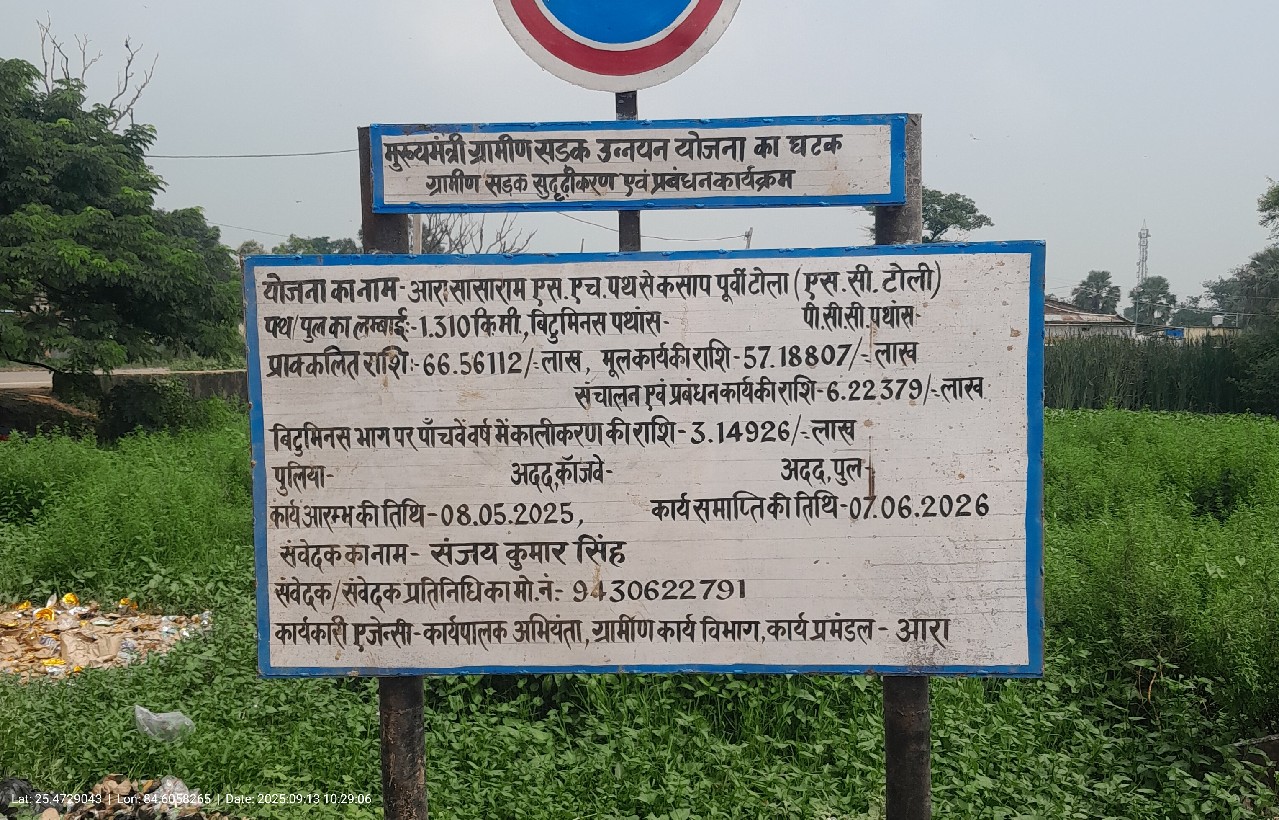 मुख्यमंत्री ग्रामीण सड़क उन्नयन योजना का घटक
ग्रामीण सड़क सुदृढ़ीकरण एवं प्रबंधन कार्यक्रम
योजना का नाम - आरा सासाराम एस.एच.पथ से कसाप पूर्वी टोला (एस.सी. टोली)
पथ/पुल का लम्बाई:- 1.310 कि.मी., बिटुमिनस पथांस- पी.सी.सी. पथांस-
प्राक्कलित राशि:- 66.56112/- लाख, मूल कार्य की राशि - 57.18807/- लाख
संचालन एवं प्रबंधन कार्य की राशि - 6.22379/- लाख
बिटुमिनस भाग पर पाँचवें वर्ष में कालीकरण की राशि - 3.14926/- लाख
पुलिया- अदद्, कॉजवे- अदद्, पुल-
कार्य आरम्भ की तिथि - 08.05.2025, कार्य समाप्ति की तिथि - 07.06.2026
संवेदक का नाम - संजय कुमार सिंह
संवेदक/संवेदक प्रतिनिधि का मो.नं:- 9430622791
कार्यकारी एजेन्सी - कार्यपालक अभियंता, ग्रामीण कार्य विभाग, कार्य प्रमंडल - आरा
Lat: 25.4729043 | Lon: 84.6058265 | Date: 2025.09.13 10:29:06